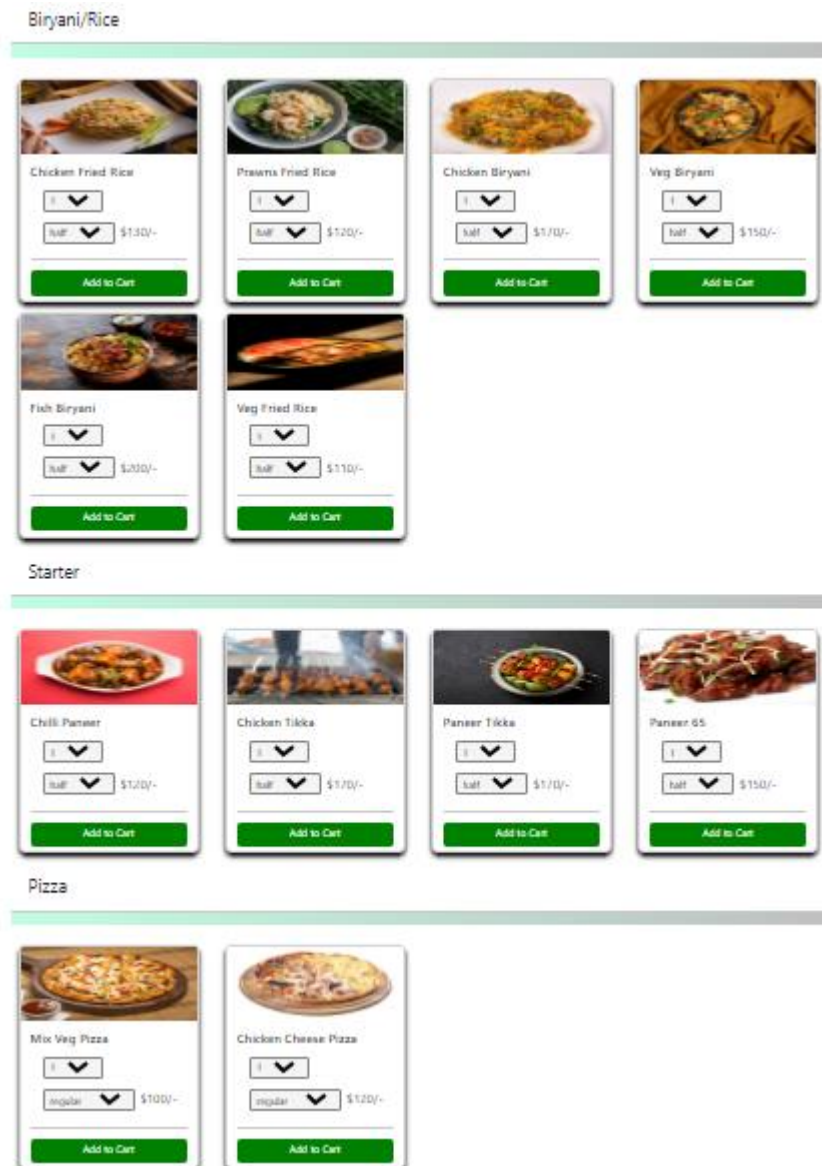 Biryani/Rice
Chicken Fried Rice
1
half $130/-
Add to Cart
Prawns Fried Rice
1
half $120/-
Add to Cart
Chicken Biryani
1
half $170/-
Add to Cart
Veg Biryani
1
half $150/-
Add to Cart
Fish Biryani
1
half $200/-
Add to Cart
Veg Fried Rice
1
half $110/-
Add to Cart
Starter
Chilli Paneer
1
half $120/-
Add to Cart
Chicken Tikka
1
half $170/-
Add to Cart
Paneer Tikka
1
half $170/-
Add to Cart
Paneer 65
1
half $150/-
Add to Cart
Pizza
Mix Veg Pizza
1
regular $100/-
Add to Cart
Chicken Cheese Pizza
1
regular $120/-
Add to Cart